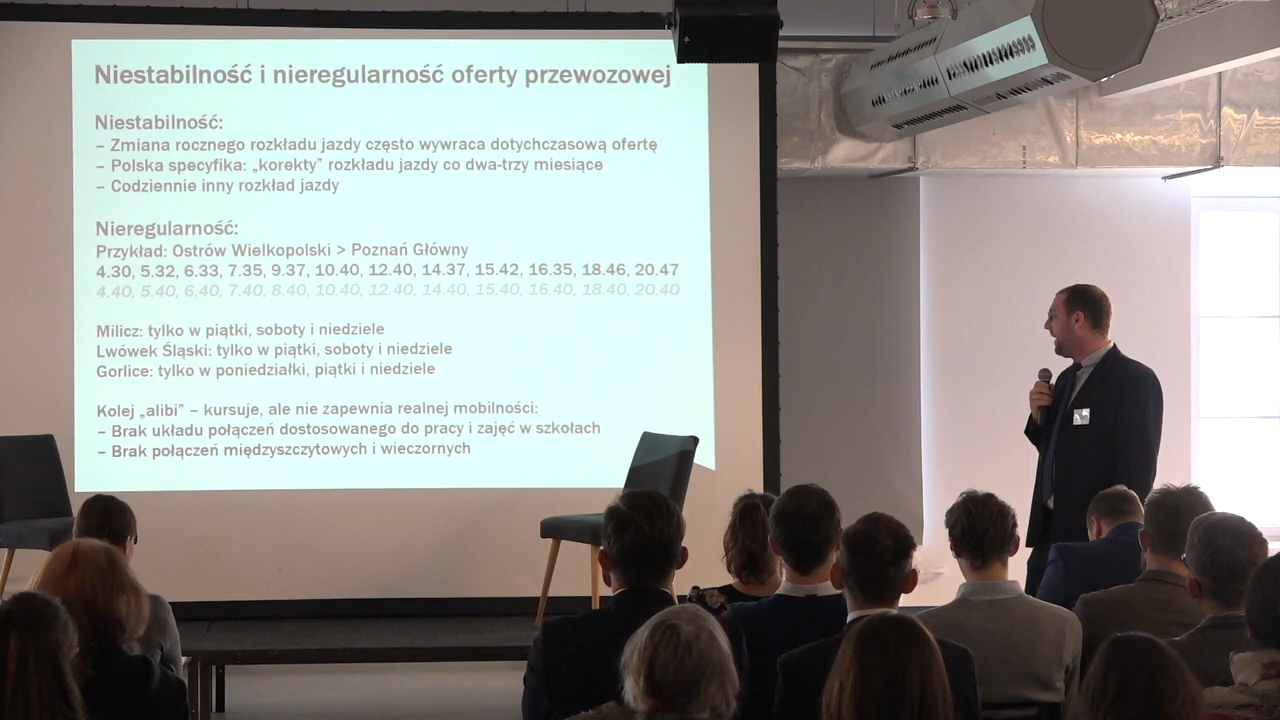 Niestabilność i nieregularność oferty przewozowej
Niestabilność:
– Zmiana rocznego rozkładu jazdy często wywraca dotychczasową ofertę
– Polska specyfika: „korekty” rozkładu jazdy co dwa-trzy miesiące
– Codziennie inny rozkład jazdy
Nieregularność:
Przykład: Ostrów Wielkopolski > Poznań Główny
4.30, 5.32, 6.33, 7.35, 9.37, 10.40, 12.40, 14.37, 15.42, 16.35, 18.46, 20.47
4.40, 5.40, 6.40, 7.40, 8.40, 10.40, 12.40, 14.40, 15.40, 16.40, 18.40, 20.40
Milicz: tylko w piątki, soboty i niedziele
Lwówek Śląski: tylko w piątki, soboty i niedziele
Gorlice: tylko w poniedziałki, piątki i niedziele
Kolej „alibi” – kursuje, ale nie zapewnia realnej mobilności:
– Brak układu połączeń dostosowanego do pracy i zajęć w szkołach
– Brak połączeń międzyszczytowych i wieczornych